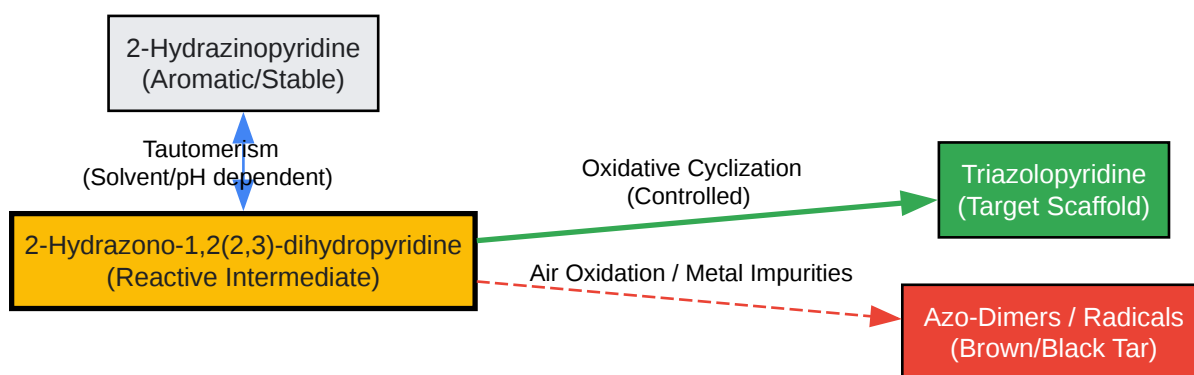 2-Hydrazinopyridine
(Aromatic/Stable)
Tautomerism
(Solvent/pH dependent)
2-Hydrazono-1,2(2,3)-dihydropyridine
(Reactive Intermediate)
Oxidative Cyclization
(Controlled)
Air Oxidation / Metal Impurities
Triazolopyridine
(Target Scaffold)
Azo-Dimers / Radicals
(Brown/Black Tar)